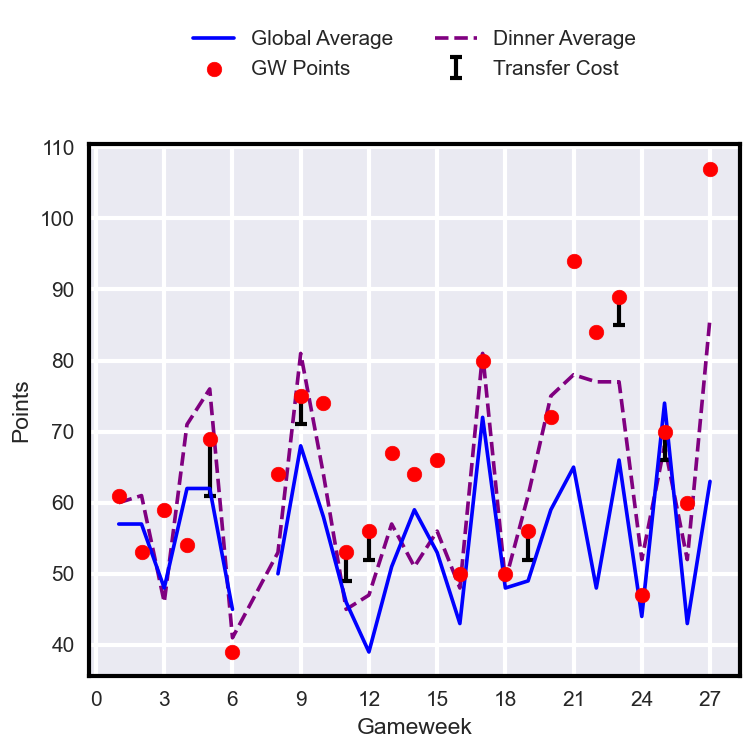 Global Average
Dinner Average
GW Points
Transfer Cost
110
100
90
80
70
60
50
40
Points
0 3 6 9 12 15 18 21 24 27
Gameweek